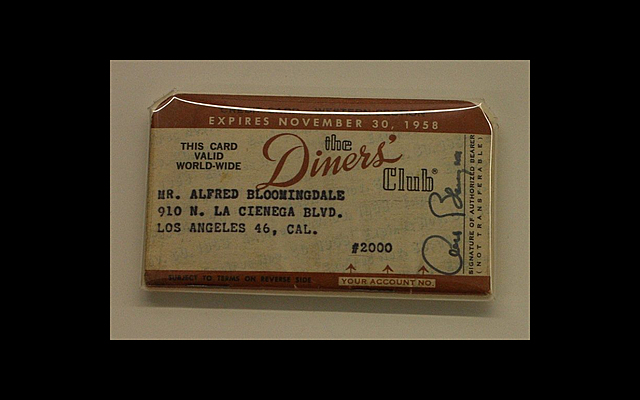 EXPIRES NOVEMBER 30, 1958
THIS CARD
VALID
WORLD-WIDE
the
Diners'
Club®
MR. ALFRED BLOOMINGDALE
910 N. LA CIENEGA BLVD.
LOS ANGELES 46, CAL.
#2000
SUBJECT TO TERMS ON REVERSE SIDE
YOUR ACCOUNT NO.
SIGNATURE OF AUTHORIZED BEARER
(NOT TRANSFERABLE)